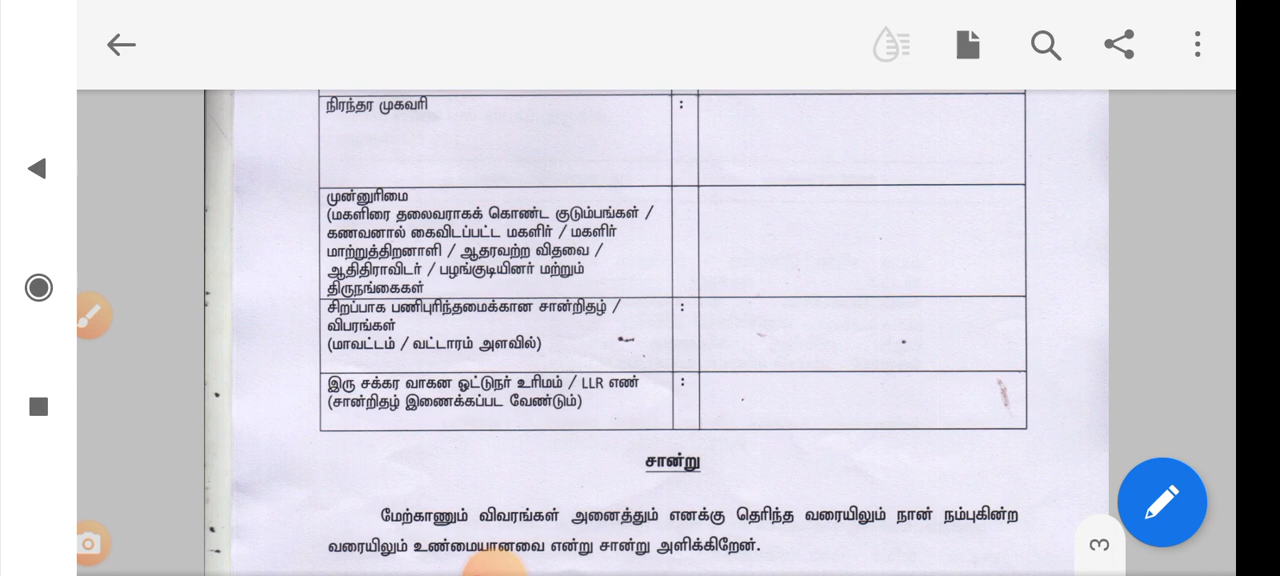 நிரந்தர முகவரி :
முன்னுரிமை
(மகளிரை தலைவராகக் கொண்ட குடும்பங்கள் /
கணவனால் கைவிடப்பட்ட மகளிர் / மகளிர்
மாற்றுத்திறனாளி / ஆதரவற்ற விதவை /
ஆதிதிராவிடர் / பழங்குடியினர் மற்றும்
திருநங்கைகள்
சிறப்பாக பணிபுரிந்தமைக்கான சான்றிதழ் / :
விபரங்கள்
(மாவட்டம் / வட்டாரம் அளவில்)
இரு சக்கர வாகன ஓட்டுநர் உரிமம் / LLR எண் :
(சான்றிதழ் இணைக்கப்பட வேண்டும்)
சான்று
மேற்காணும் விவரங்கள் அனைத்தும் எனக்கு தெரிந்த வரையிலும் நான் நம்புகின்ற
வரையிலும் உண்மையானவை என்று சான்று அளிக்கிறேன்.
3